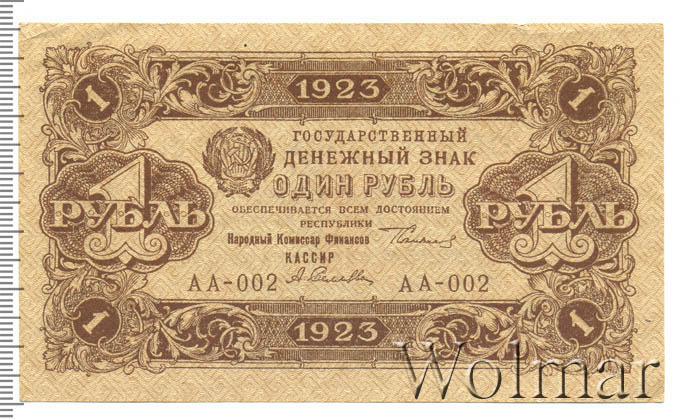 1923
1 1
ГОСУДАРСТВЕННЫЙ
ДЕНЕЖНЫЙ ЗНАК
ОДИН РУБЛЬ
1 РУБЛЬ 1 РУБЛЬ
ОБЕСПЕЧИВАЕТСЯ ВСЕМ ДОСТОЯНИЕМ
РЕСПУБЛИКИ
Народный Комиссар Финансов
КАССИР
АА-002 АА-002
1 1
1923
Wolmar